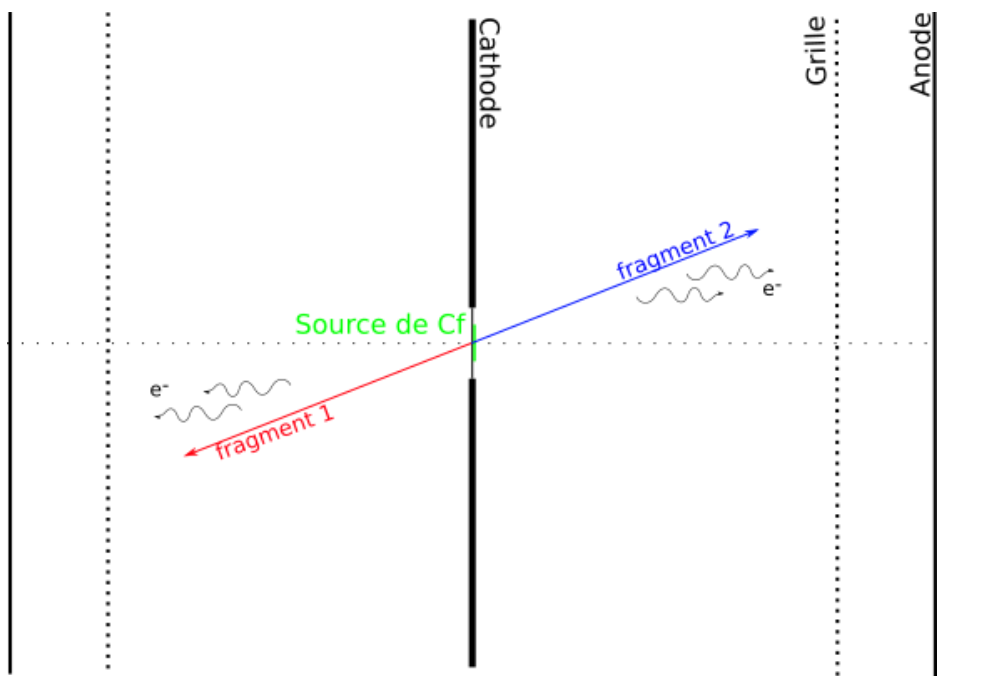 Cathode
Grille
Anode
fragment 2
e-
Source de Cf
e-
fragment 1